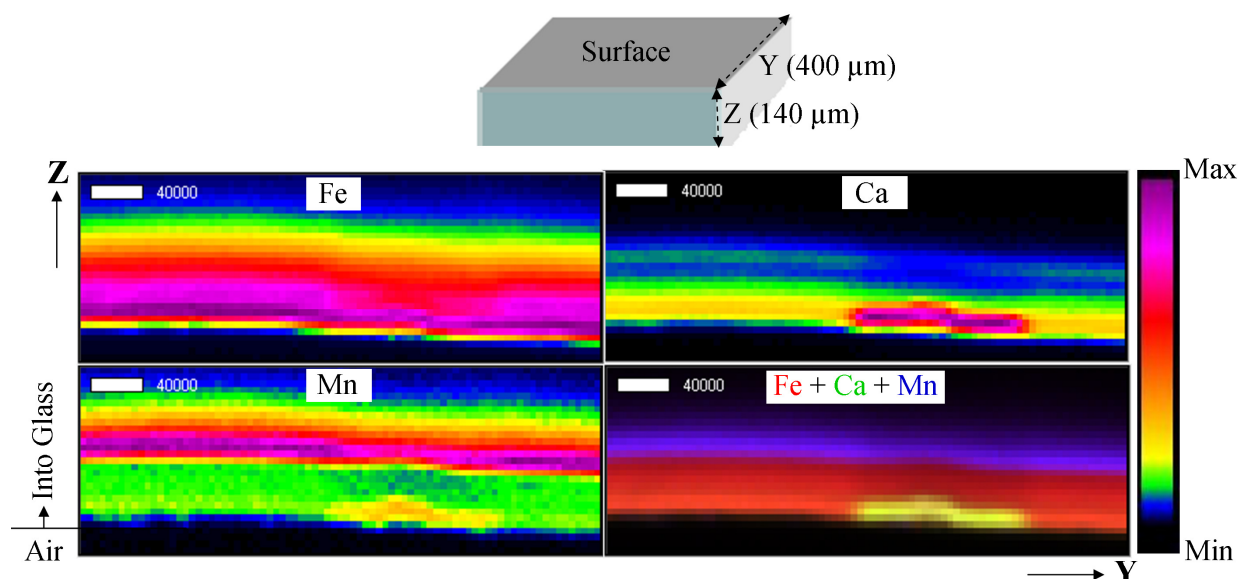 Surface
Y (400 µm)
Z (140 µm)
Z
Max
40000
Fe
40000
Ca
40000
Mn
40000
Fe + Ca + Mn
Into Glass
Air
Min
Y